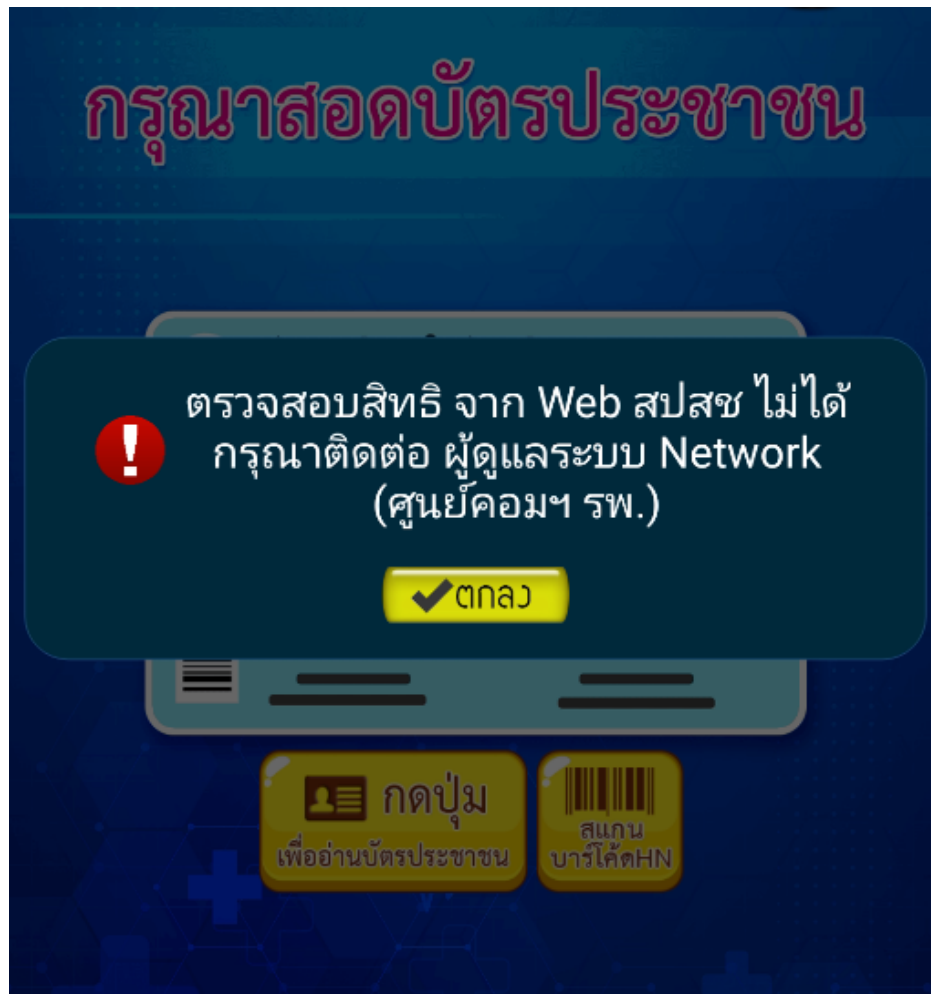 กรุณาสอดบัตรประชาชน
ตรวจสอบสิทธิ จาก Web สปสช ไม่ได้
กรุณาติดต่อ ผู้ดูแลระบบ Network
(ศูนย์คอมฯ รพ.)
ตกลง
กดปุ่ม
เพื่ออ่านบัตรประชาชน
สแกน
บาร์โค้ดHN